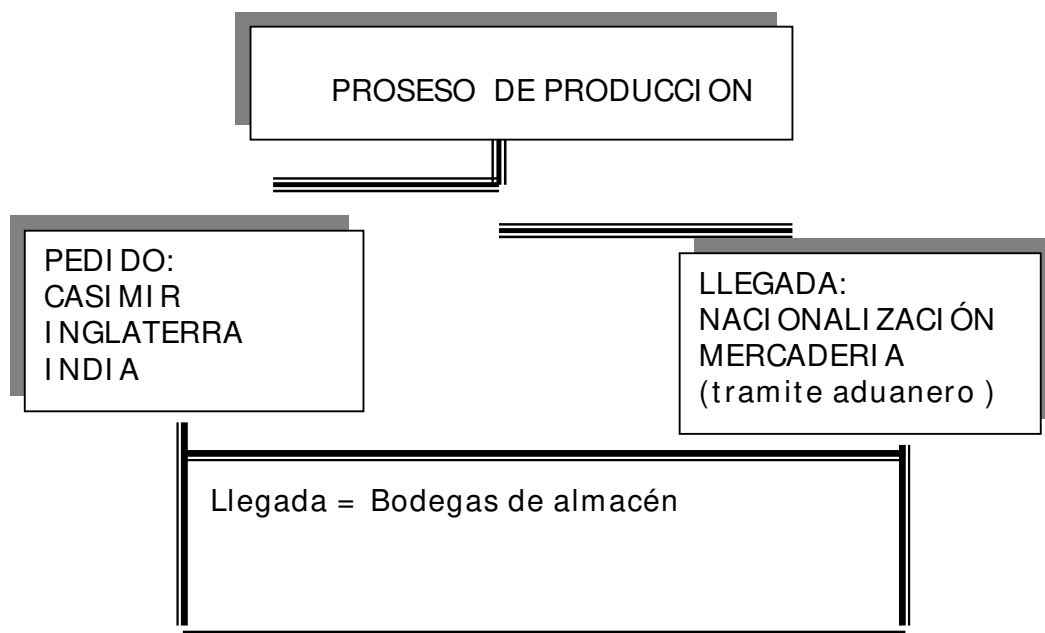 PROSESO DE PRODUCCION
PEDIDO:
CASIMIR
INGLATERRA
INDIA
LLEGADA:
NACIONALIZACIÓN
MERCADERIA
(tramite aduanero )
Llegada = Bodegas de almacén